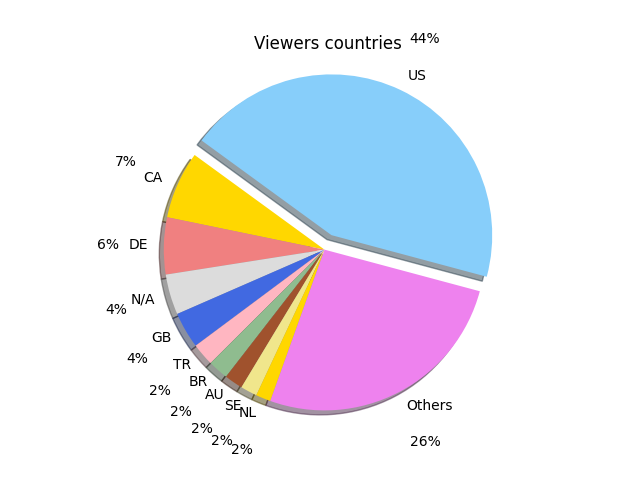 Viewers countries
44%
US
7%
CA
6%
DE
4%
N/A
4%
GB
2%
TR
2%
BR
2%
AU
2%
SE
2%
NL
Others
26%